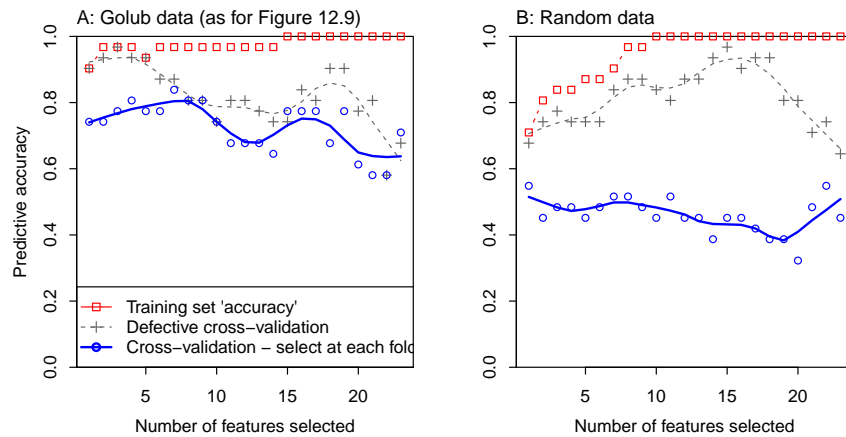 A: Golub data (as for Figure 12.9)
Predictive accuracy
1.0
0.8
0.6
0.4
0.2
0.0
Training set 'accuracy'
Defective cross−validation
Cross−validation − select at each fold
5 10 15 20
Number of features selected
B: Random data
1.0
0.8
0.6
0.4
0.2
0.0
5 10 15 20
Number of features selected